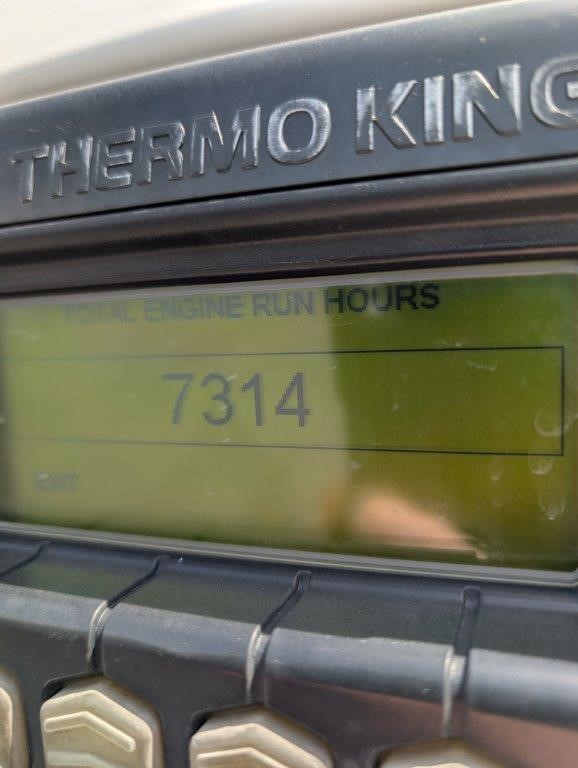 THERMO KING
TOTAL ENGINE RUN HOURS
7314
EXIT